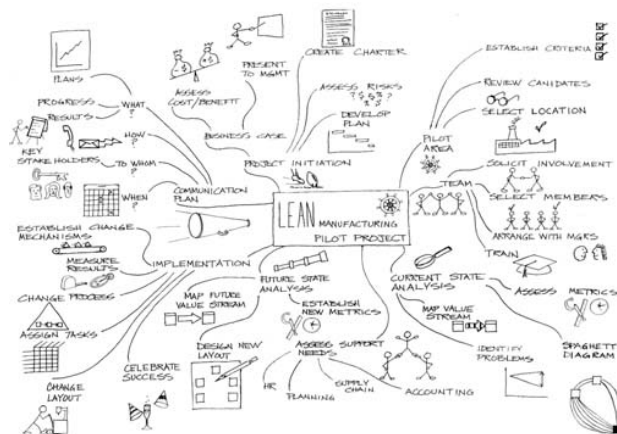 LEAN MANUFACTURING
PILOT PROJECT
PROJECT INITIATION
BUSINESS CASE
ASSESS
COST/BENEFIT
PRESENT
TO MGMT
CREATE CHARTER
ASSESS RISKS
DEVELOP
PLAN
PILOT
AREA
ESTABLISH CRITERIA
REVIEW CANDIDATES
SELECT LOCATION
TEAM
SOLICIT INVOLVEMENT
SELECT MEMBERS
ARRANGE WITH MGRS
TRAIN
CURRENT STATE
ANALYSIS
ASSESS METRICS
SPAGHETTI
DIAGRAM
MAP VALUE
STREAM
IDENTIFY
PROBLEMS
ASSESS SUPPORT
NEEDS
HR
PLANNING
SUPPLY
CHAIN
ACCOUNTING
FUTURE STATE
ANALYSIS
ESTABLISH
NEW METRICS
MAP FUTURE
VALUE STREAM
DESIGN NEW
LAYOUT
IMPLEMENTATION
ESTABLISH CHANGE
MECHANISMS
MEASURE
RESULTS
CHANGE PROCESS
ASSIGN TASKS
CHANGE
LAYOUT
CELEBRATE
SUCCESS
COMMUNICATION
PLAN
WHAT
?
PLANS
PROGRESS
RESULTS
HOW
?
TO WHOM
?
KEY
STAKEHOLDERS
WHEN
?